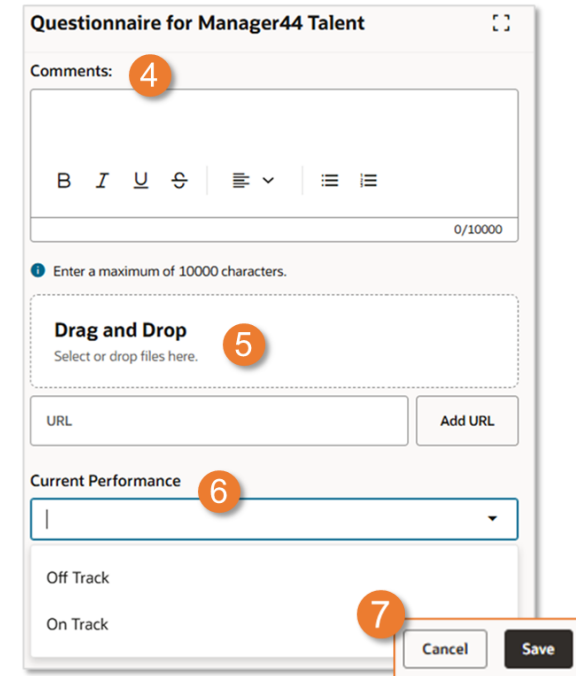 Questionnaire for Manager44 Talent
Comments: 4
B I U S
0/10000
Enter a maximum of 10000 characters.
Drag and Drop
Select or drop files here.
5
URL
Add URL
Current Performance 6
Off Track
On Track
7
Cancel Save